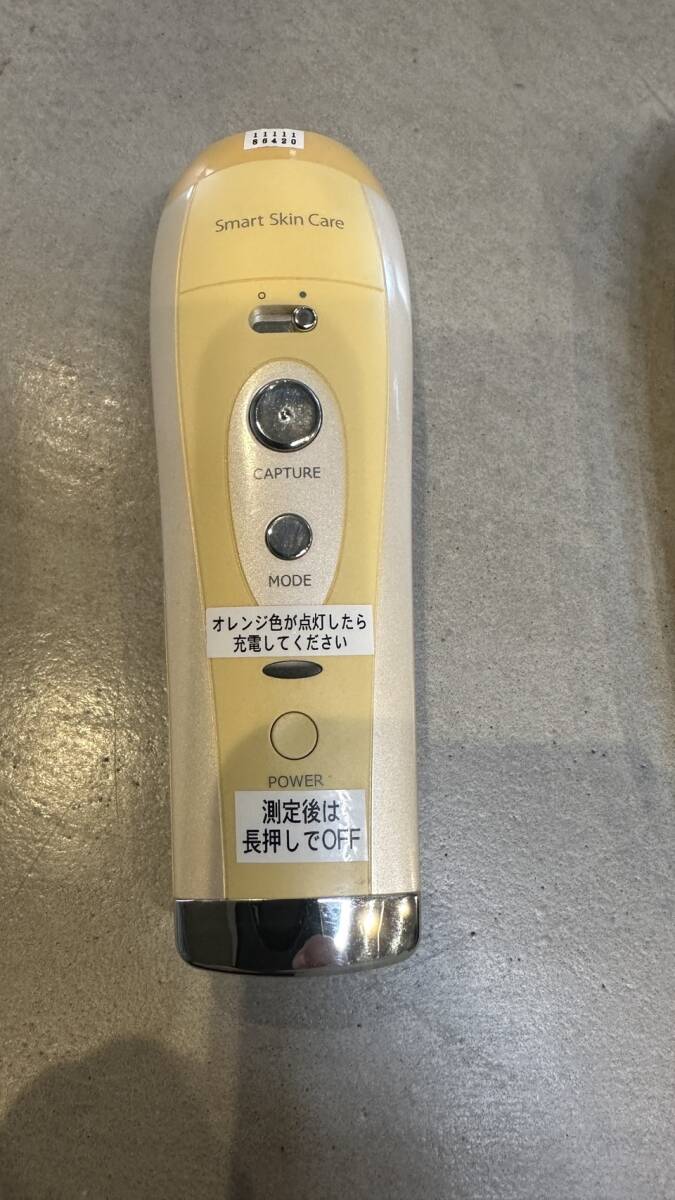 11111
86420
Smart Skin Care
CAPTURE
MODE
オレンジ色が点灯したら
充電してください
POWER
測定後は
長押しでOFF